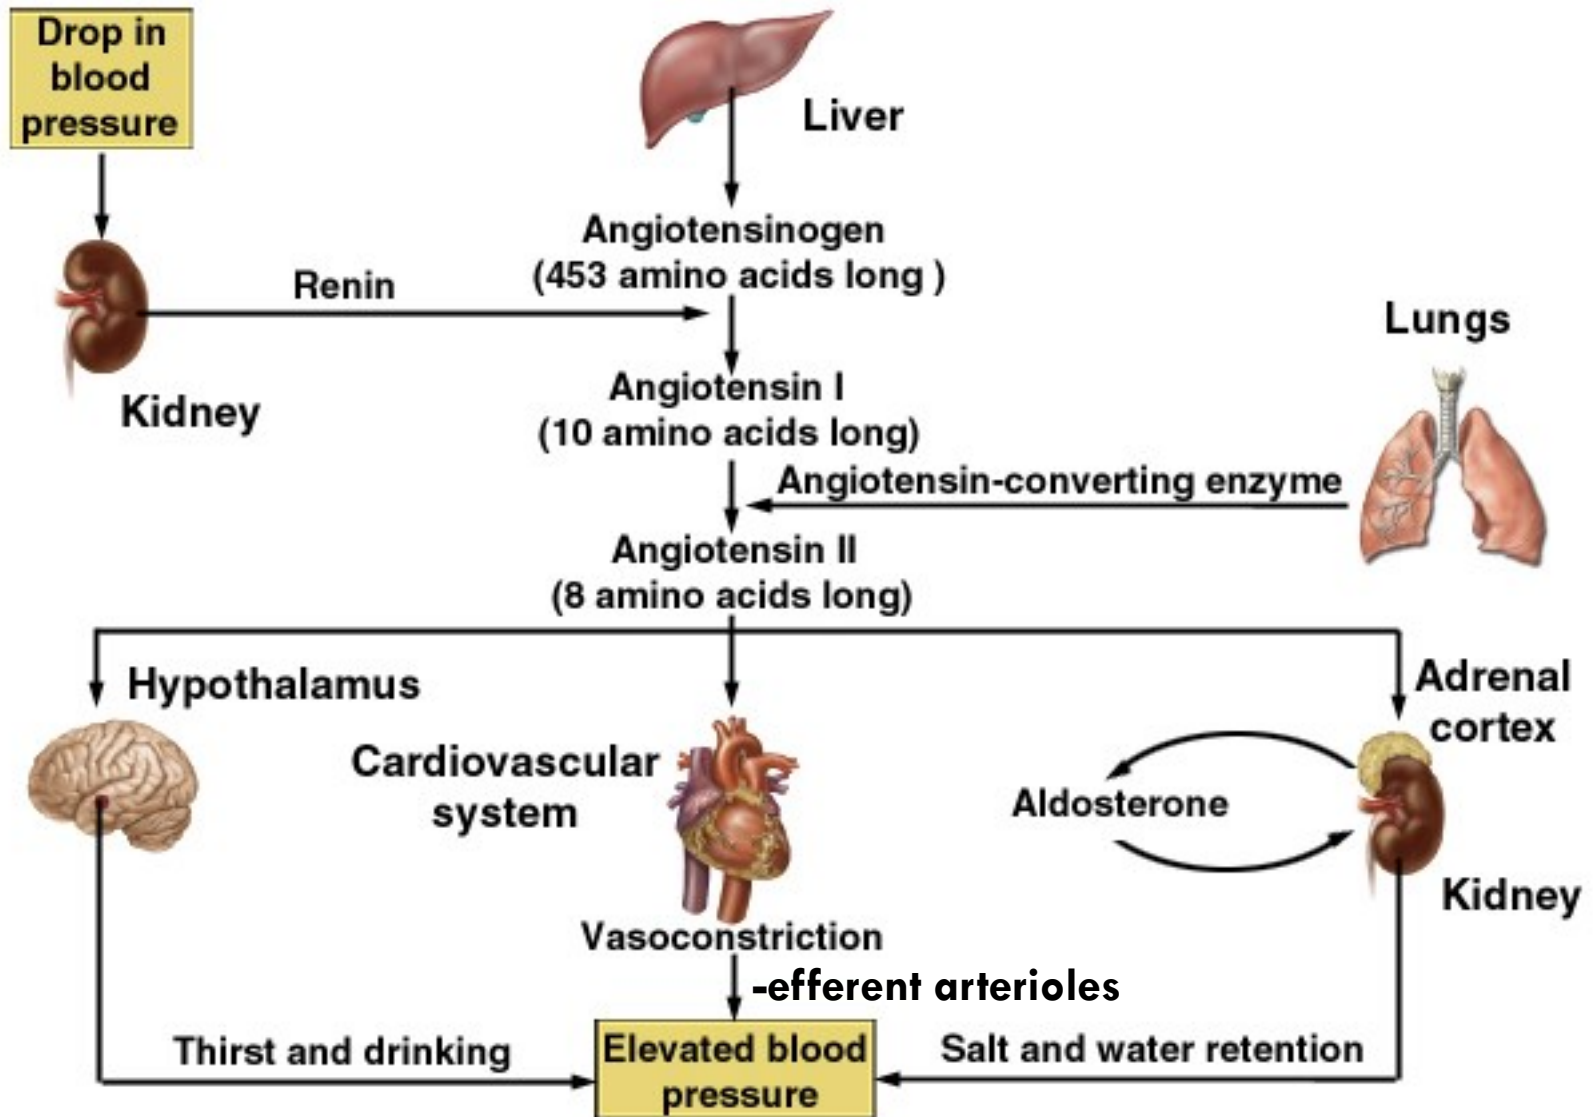 Drop in
blood
pressure
Liver
Angiotensinogen
(453 amino acids long )
Renin
Lungs
Kidney
Angiotensin I
(10 amino acids long)
Angiotensin-converting enzyme
Angiotensin II
(8 amino acids long)
Hypothalamus
Cardiovascular
system
Adrenal
cortex
Aldosterone
Kidney
Vasoconstriction
-efferent arterioles
Thirst and drinking
Elevated blood
pressure
Salt and water retention